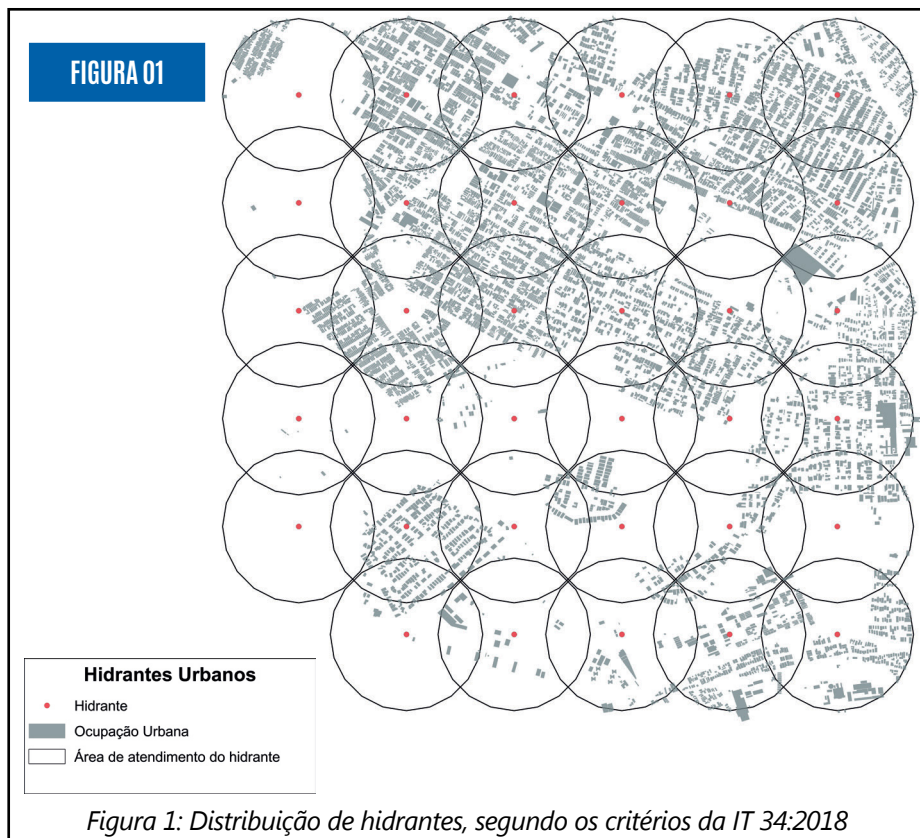 FIGURA 01
Hidrantes Urbanos
Hidrante
Ocupação Urbana
Área de atendimento do hidrante
Figura 1: Distribuição de hidrantes, segundo os critérios da IT 34:2018